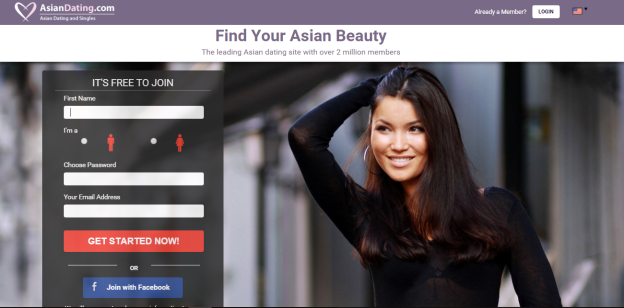 AsianDating.com
Asian Dating and Singles
Already a Member?
LOGIN
Find Your Asian Beauty
The leading Asian dating site with over 2 million members
IT'S FREE TO JOIN
First Name
I'm a
Choose Password
Your Email Address
GET STARTED NOW!
OR
f Join with Facebook